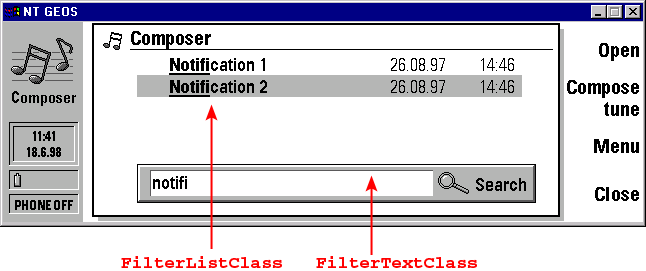 NT GEOS
Composer
Notification 1 26.08.97 14:46
Notification 2 26.08.97 14:46
notifi
Search
Composer
11:41
18.6.98
PHONE OFF
Open
Compose
tune
Menu
Close
FilterListClass FilterTextClass